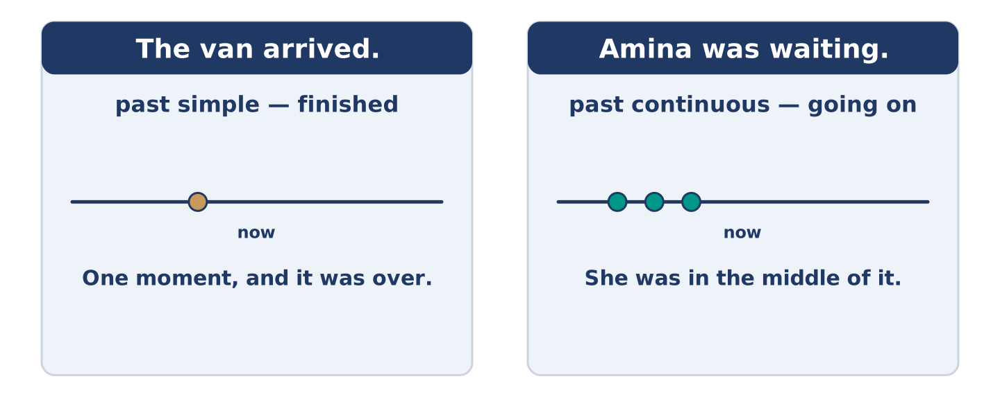 The van arrived.
past simple — finished
now
One moment, and it was over.
Amina was waiting.
past continuous — going on
now
She was in the middle of it.